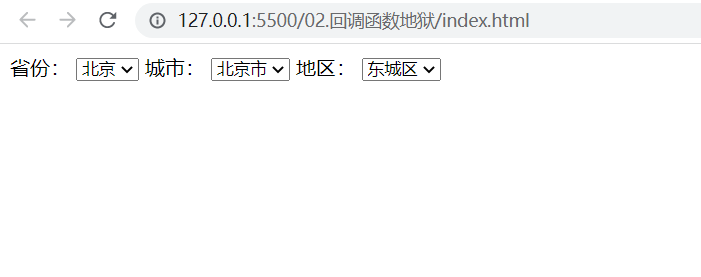 127.0.0.1:5500/02.回调函数地狱/index.html
省份： 北京 城市： 北京市 地区： 东城区